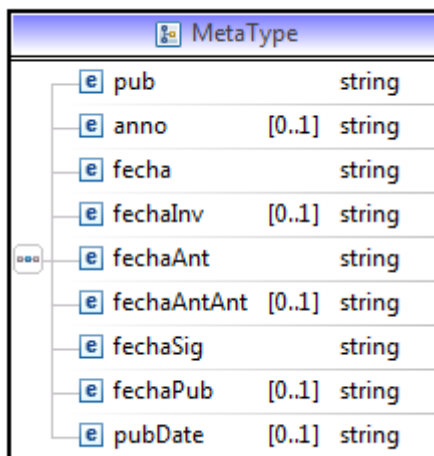 MetaType
e pub string
e anno [0..1] string
e fecha string
e fechaInv [0..1] string
e fechaAnt string
e fechaAntAnt [0..1] string
e fechaSig string
e fechaPub [0..1] string
e pubDate [0..1] string